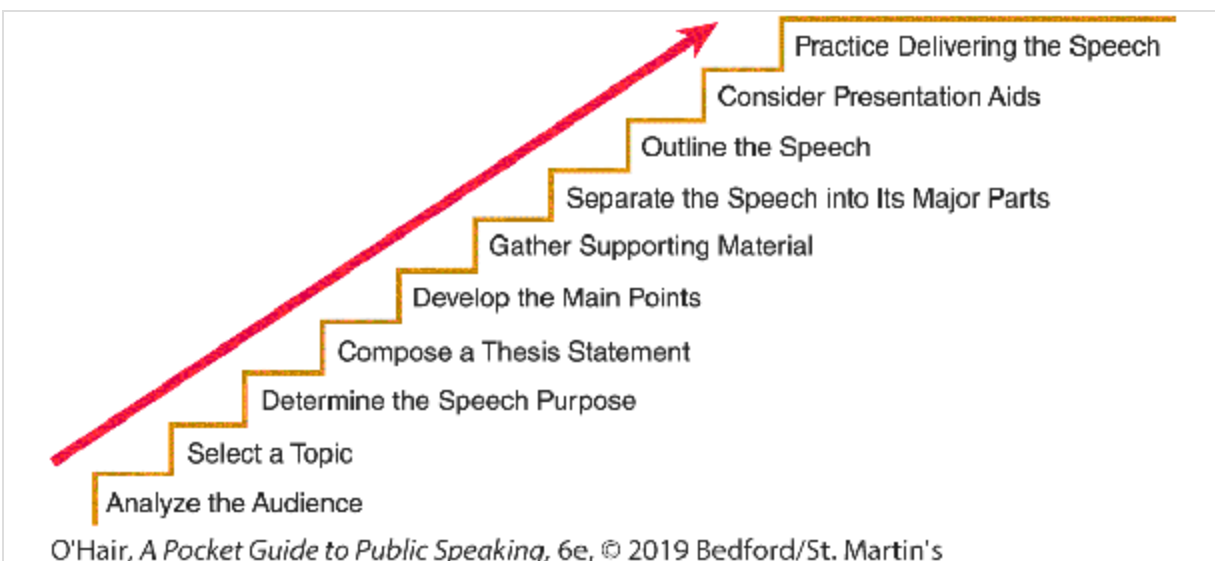 Practice Delivering the Speech
Consider Presentation Aids
Outline the Speech
Separate the Speech into Its Major Parts
Gather Supporting Material
Develop the Main Points
Compose a Thesis Statement
Determine the Speech Purpose
Select a Topic
Analyze the Audience
O'Hair, A Pocket Guide to Public Speaking, 6e, © 2019 Bedford/St. Martin's